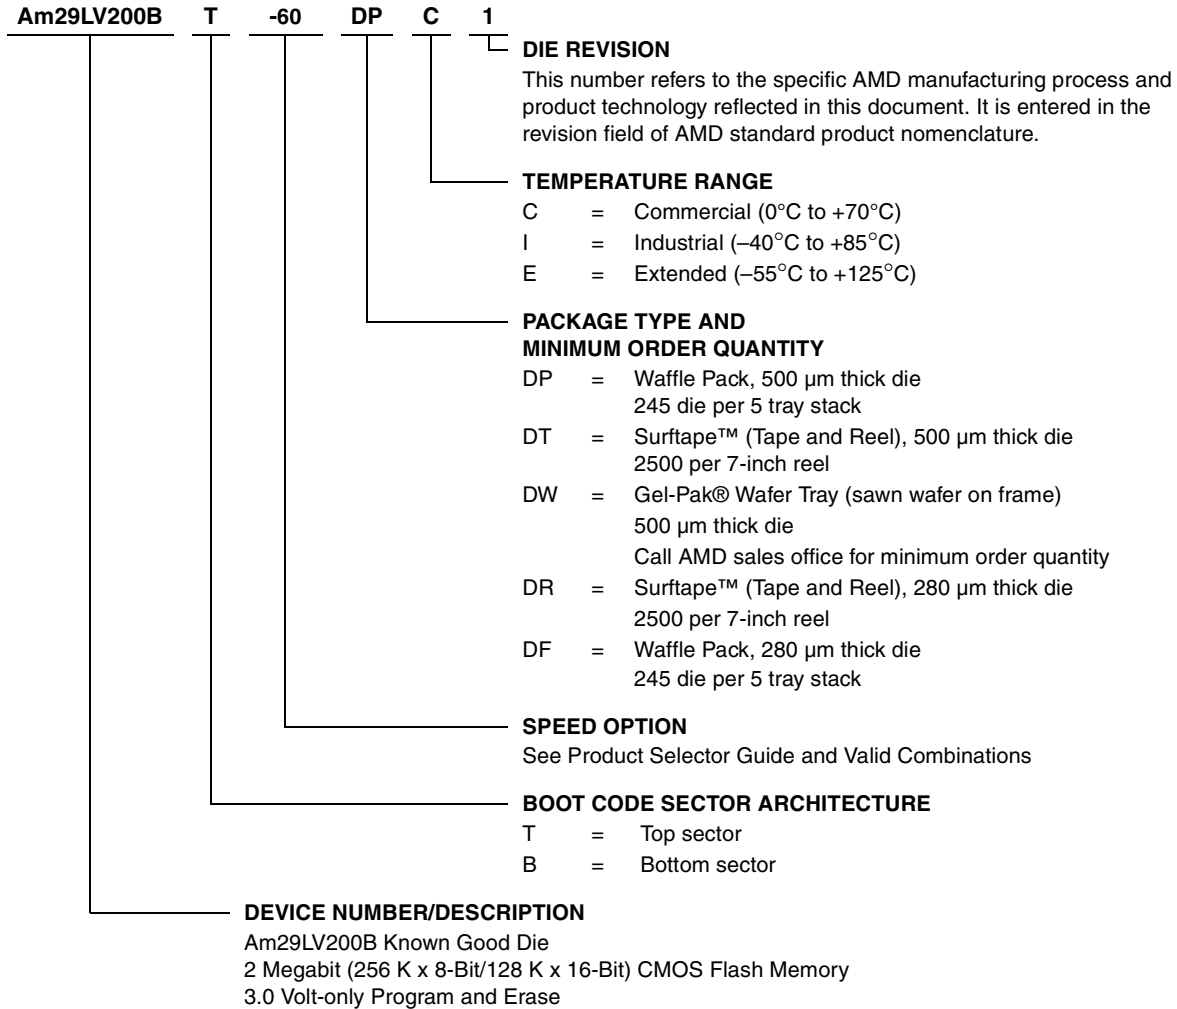 Am29LV200B T -60 DP C 1
DIE REVISION
This number refers to the specific AMD manufacturing process and
product technology reflected in this document. It is entered in the
revision field of AMD standard product nomenclature.
TEMPERATURE RANGE
C = Commercial (0°C to +70°C)
I = Industrial (–40°C to +85°C)
E = Extended (–55°C to +125°C)
PACKAGE TYPE AND
MINIMUM ORDER QUANTITY
DP = Waffle Pack, 500 µm thick die
245 die per 5 tray stack
DT = Surftape™ (Tape and Reel), 500 µm thick die
2500 per 7-inch reel
DW = Gel-Pak® Wafer Tray (sawn wafer on frame)
500 µm thick die
Call AMD sales office for minimum order quantity
DR = Surftape™ (Tape and Reel), 280 µm thick die
2500 per 7-inch reel
DF = Waffle Pack, 280 µm thick die
245 die per 5 tray stack
SPEED OPTION
See Product Selector Guide and Valid Combinations
BOOT CODE SECTOR ARCHITECTURE
T = Top sector
B = Bottom sector
DEVICE NUMBER/DESCRIPTION
Am29LV200B Known Good Die
2 Megabit (256 K x 8-Bit/128 K x 16-Bit) CMOS Flash Memory
3.0 Volt-only Program and Erase